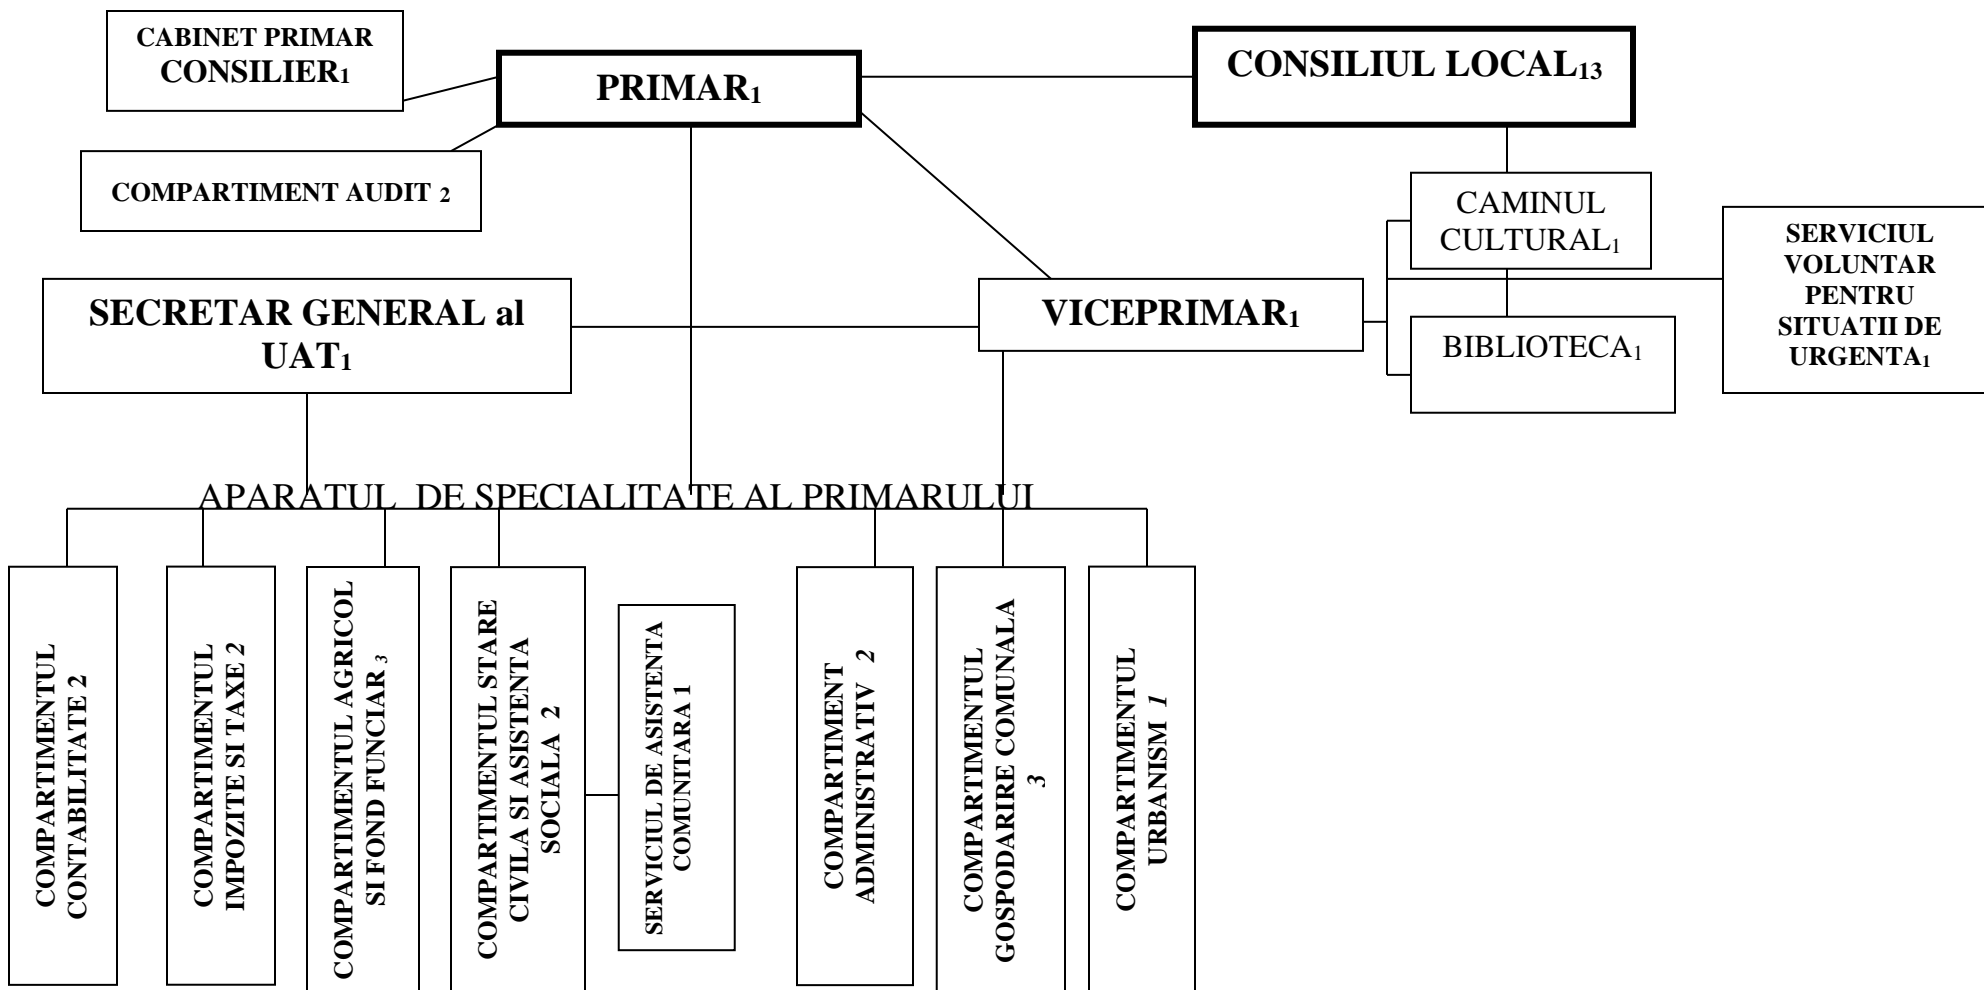 CABINET PRIMAR
CONSILIER₁
PRIMAR₁
CONSILIUL LOCAL₁₃
COMPARTIMENT AUDIT ₂
CAMINUL
CULTURAL₁
SERVICIUL
VOLUNTAR
PENTRU
SITUATII DE
URGENTA₁
SECRETAR GENERAL al
UAT₁
VICEPRIMAR₁
BIBLIOTECA₁
APARATUL DE SPECIALITATE AL PRIMARULUI
COMPARTIMENTUL
CONTABILITATE 2
COMPARTIMENTUL
IMPOZITE SI TAXE 2
COMPARTIMENTUL AGRICOL
SI FOND FUNCIAR ₃
COMPARTIMENTUL STARE
CIVILA SI ASISTENTA
SOCIALA 2
SERVICIUL DE ASISTENTA
COMUNITARA 1
COMPARTIMENT
ADMINISTRATIV 2
COMPARTIMENTUL
GOSPODARIRE COMUNALA
3
COMPARTIMENTUL
URBANISM 1